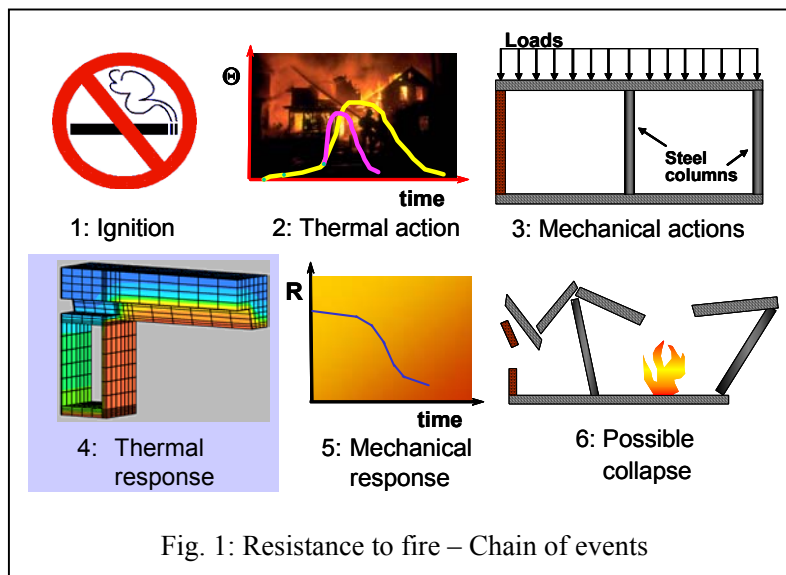 Θ
time
1: Ignition
2: Thermal action
Loads
Steel
columns
3: Mechanical actions
4: Thermal
response
R
time
5: Mechanical
response
6: Possible
collapse
Fig. 1: Resistance to fire – Chain of events